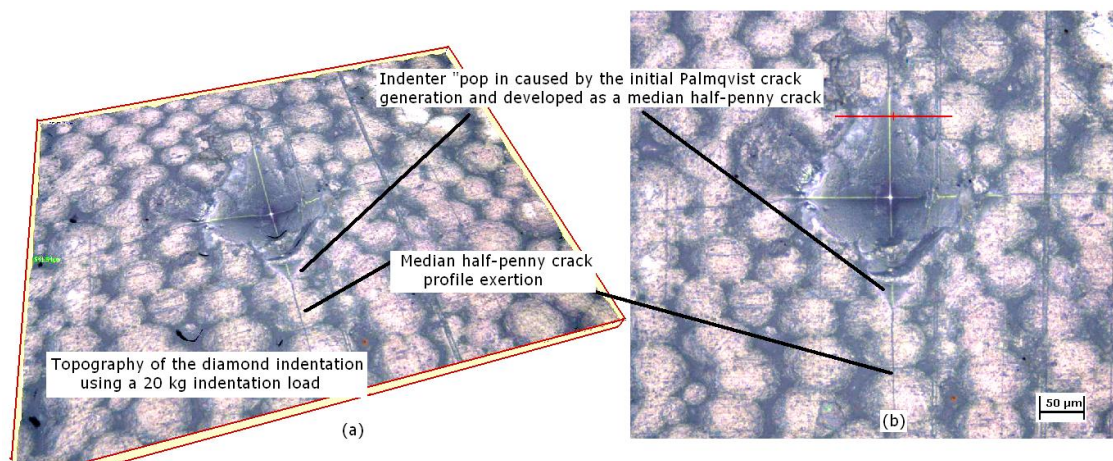 Indenter "pop in caused by the initial Palmqvist crack
generation and developed as a median half-penny crack
Median half-penny crack
profile exertion
Topography of the diamond indentation
using a 20 kg indentation load
(a)
(b)
50 µm